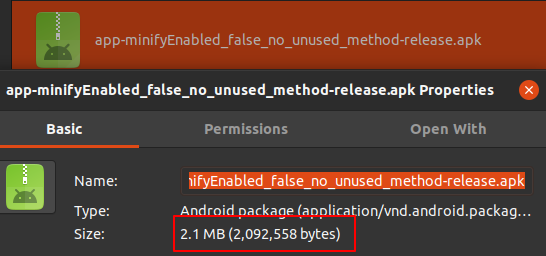 app-minifyEnabled_false_no_unused_method-release.apk
app-minifyEnabled_false_no_unused_method-release.apk Properties
Basic Permissions Open With
Name: nifyEnabled_false_no_unused_method-release.apk
Type: Android package (application/vnd.android.packag...
Size: 2.1 MB (2,092,558 bytes)